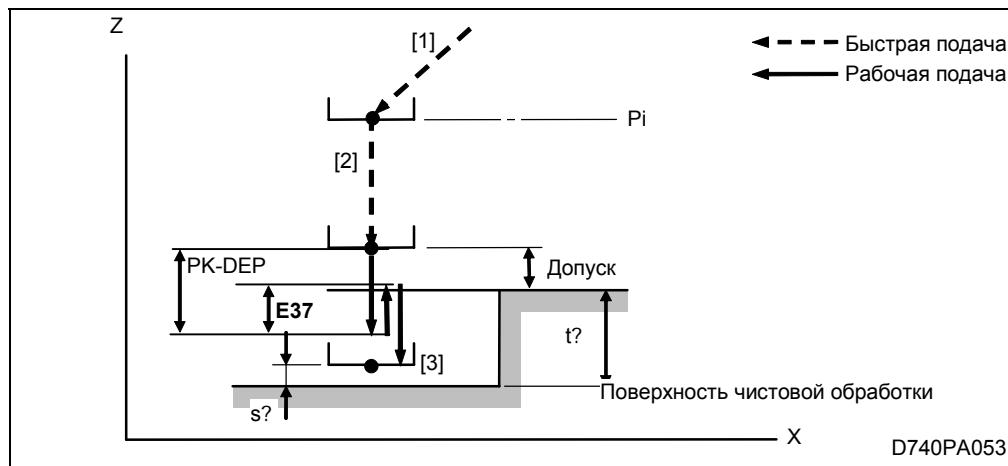 Z
[1]
Быстрая подача
Рабочая подача
Pi
[2]
PK-DEP
Допуск
E37
t?
[3]
Поверхность чистовой обработки
s?
X
D740PA053